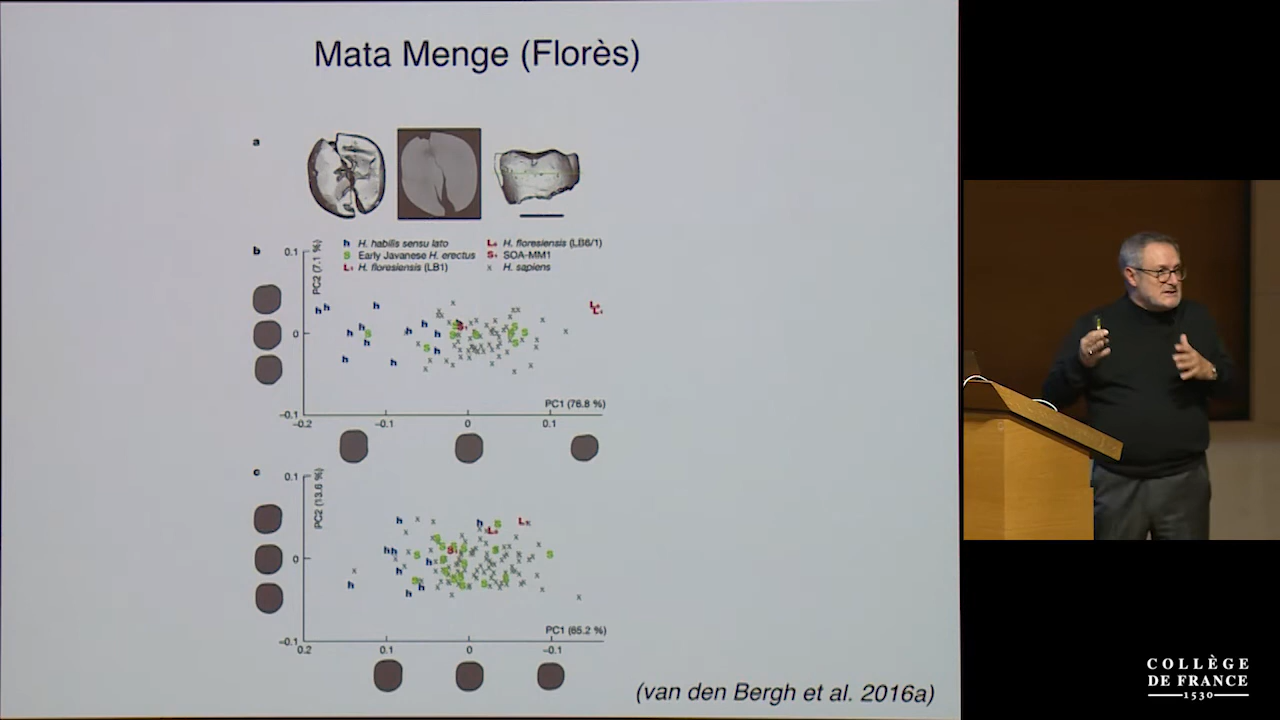 Mata Menge (Florès)
a
b
h H. habilis sensu lato
S Early Javanese H. erectus
L₁ H. floresiensis (LB1)
L₆ H. floresiensis (LB6/1)
S₁ SOA-MM1
x H. sapiens
0.1
PC2 (7.1 %)
0
-0.1
PC1 (76.8 %)
-0.2
-0.1
0
0.1
c
0.1
PC2 (13.6 %)
0
-0.1
PC1 (65.2 %)
0.2
0.1
0
-0.1
(van den Bergh et al. 2016a)
COLLÈGE
DE FRANCE
1530